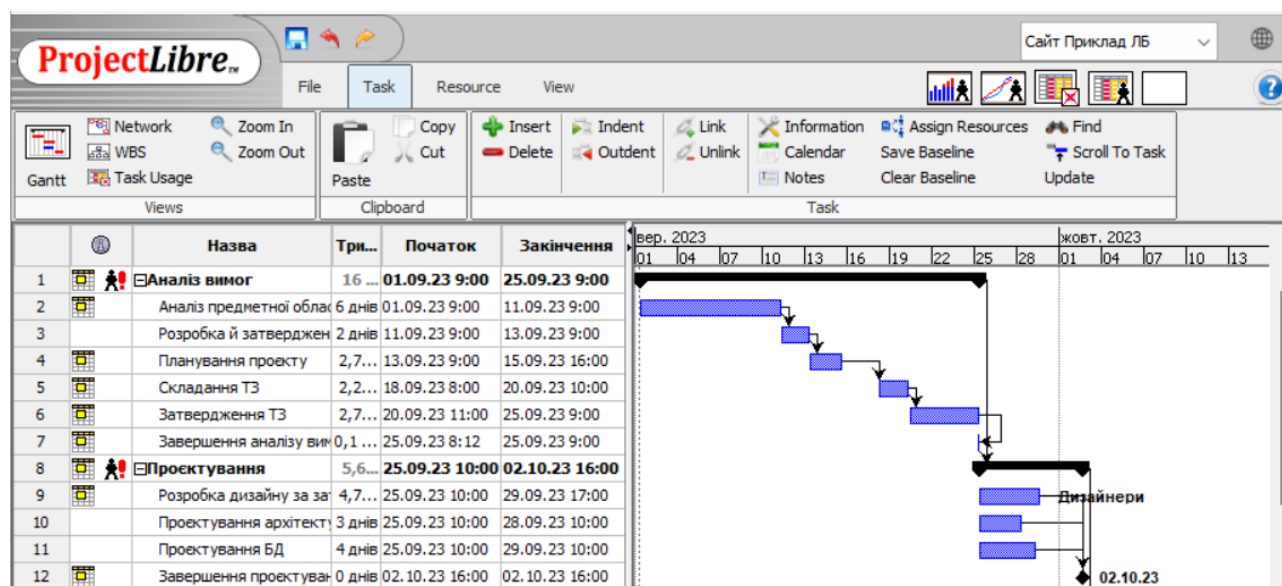 ProjectLibre™
Сайт Приклад ЛБ
File Task Resource View
Network Zoom In Copy Insert Indent Link Information Assign Resources Find
WBS Zoom Out Cut Delete Outdent Unlink Calendar Save Baseline Scroll To Task
Gantt Task Usage Paste Notes Clear Baseline Update
Views Clipboard Task
Назва Три... Початок Закінчення
вер. 2023 жовт. 2023
01 04 07 10 13 16 19 22 25 28 01 04 07 10 13
1 Аналіз вимог 16 ... 01.09.23 9:00 25.09.23 9:00
2 Аналіз предметної облас 6 днів 01.09.23 9:00 11.09.23 9:00
3 Розробка й затверджен 2 днів 11.09.23 9:00 13.09.23 9:00
4 Планування проекту 2,7... 13.09.23 9:00 15.09.23 16:00
5 Складання ТЗ 2,2... 18.09.23 8:00 20.09.23 10:00
6 Затвердження ТЗ 2,7... 20.09.23 11:00 25.09.23 9:00
7 Завершення аналізу вим 0,1 ... 25.09.23 8:12 25.09.23 9:00
8 Проєктування 5,6... 25.09.23 10:00 02.10.23 16:00
9 Розробка дизайну за за 4,7... 25.09.23 10:00 29.09.23 17:00 Дизайнери
10 Проєктування архітект 3 днів 25.09.23 10:00 28.09.23 10:00
11 Проєктування БД 4 днів 25.09.23 10:00 29.09.23 10:00
12 Завершення проєктуван 0 днів 02.10.23 16:00 02.10.23 16:00 02.10.23